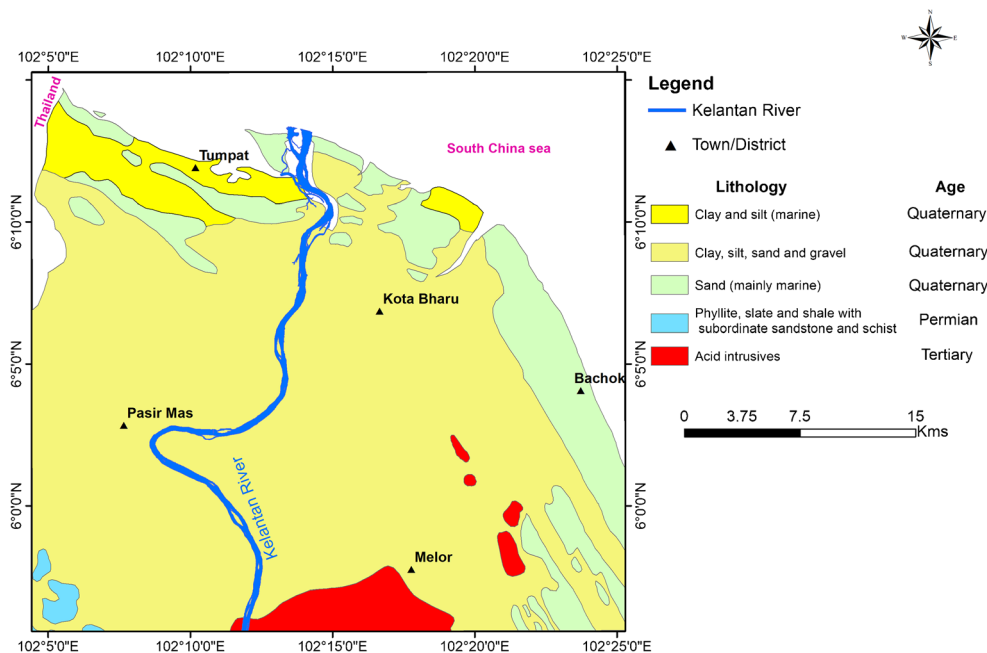 N
W
E
S
102°5'0"E
102°10'0"E
102°15'0"E
102°20'0"E
102°25'0"E
Thailand
South China sea
Tumpat
Kota Bharu
Bachok
Pasir Mas
Kelantan River
Melor
6°10'0"N
6°5'0"N
6°0'0"N
6°10'0"N
6°5'0"N
6°0'0"N
102°5'0"E
102°10'0"E
102°15'0"E
102°20'0"E
102°25'0"E
Legend
Kelantan River
Town/District
Lithology
Age
Clay and silt (marine)
Quaternary
Clay, silt, sand and gravel
Quaternary
Sand (mainly marine)
Quaternary
Phyllite, slate and shale with
subordinate sandstone and schist
Permian
Acid intrusives
Tertiary
0
3.75
7.5
15
Kms